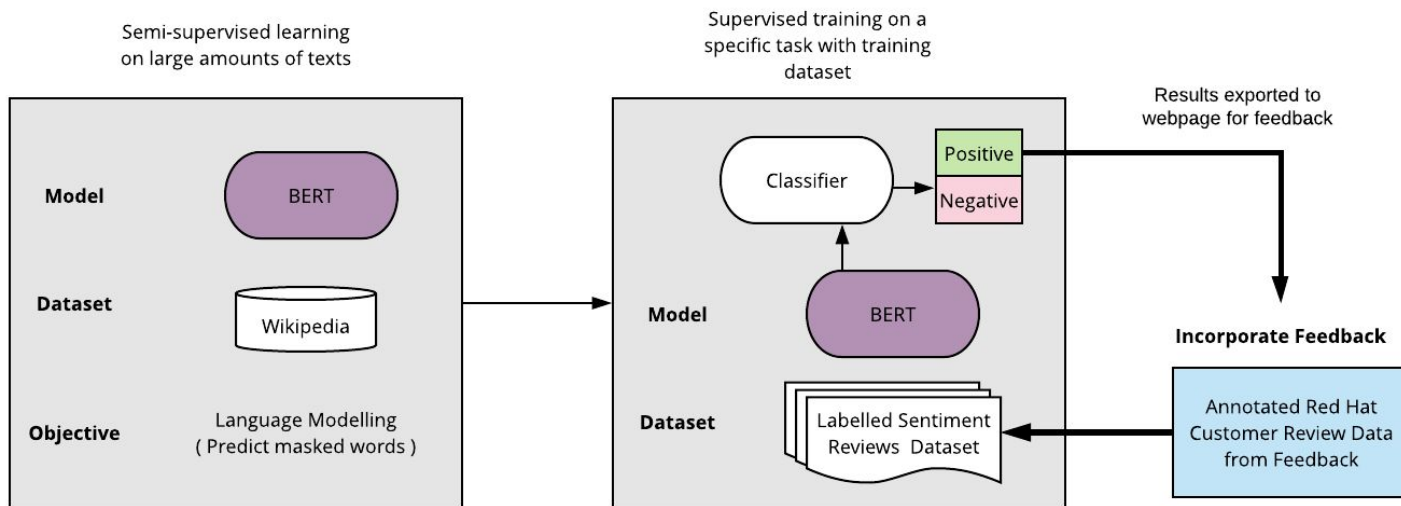 Semi-supervised learning
on large amounts of texts
Model
BERT
Dataset
Wikipedia
Objective
Language Modelling
( Predict masked words )
Supervised training on a
specific task with training
dataset
Classifier
Positive
Negative
Model
BERT
Dataset
Labelled Sentiment
Reviews Dataset
Results exported to
webpage for feedback
Incorporate Feedback
Annotated Red Hat
Customer Review Data
from Feedback